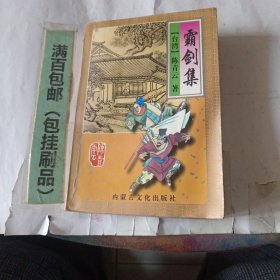 满百包邮（包挂刷品）
霸剑集
【台湾】陈青云 著
内蒙古文化出版社